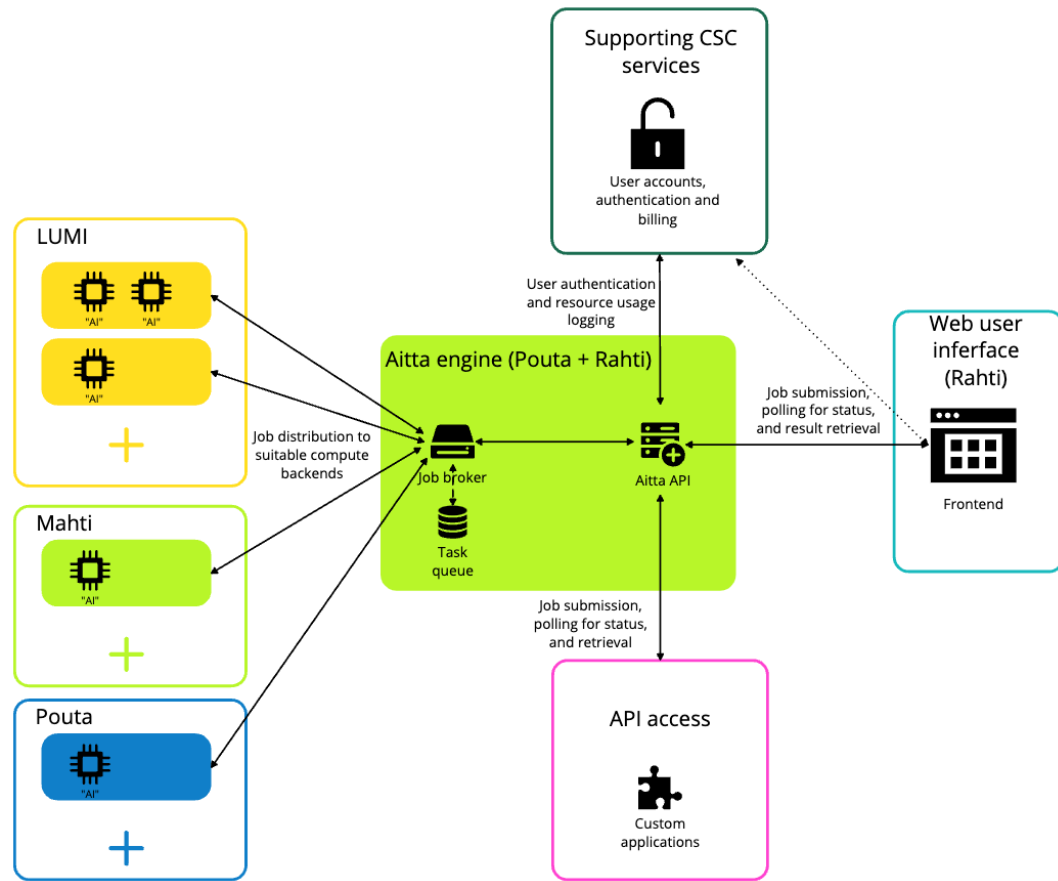 Supporting CSC
services
User accounts,
authentication and
billing
LUMI
"AI"
"AI"
"AI"
User authentication
and resource usage
logging
Web user
inferface
(Rahti)
Frontend
Aitta engine (Pouta + Rahti)
Job submission,
polling for status,
and result retrieval
Job distribution to
suitable compute
backends
Job broker
Aitta API
Task
queue
Mahti
"AI"
Job submission,
polling for status,
and retrieval
Pouta
"AI"
API access
Custom
applications